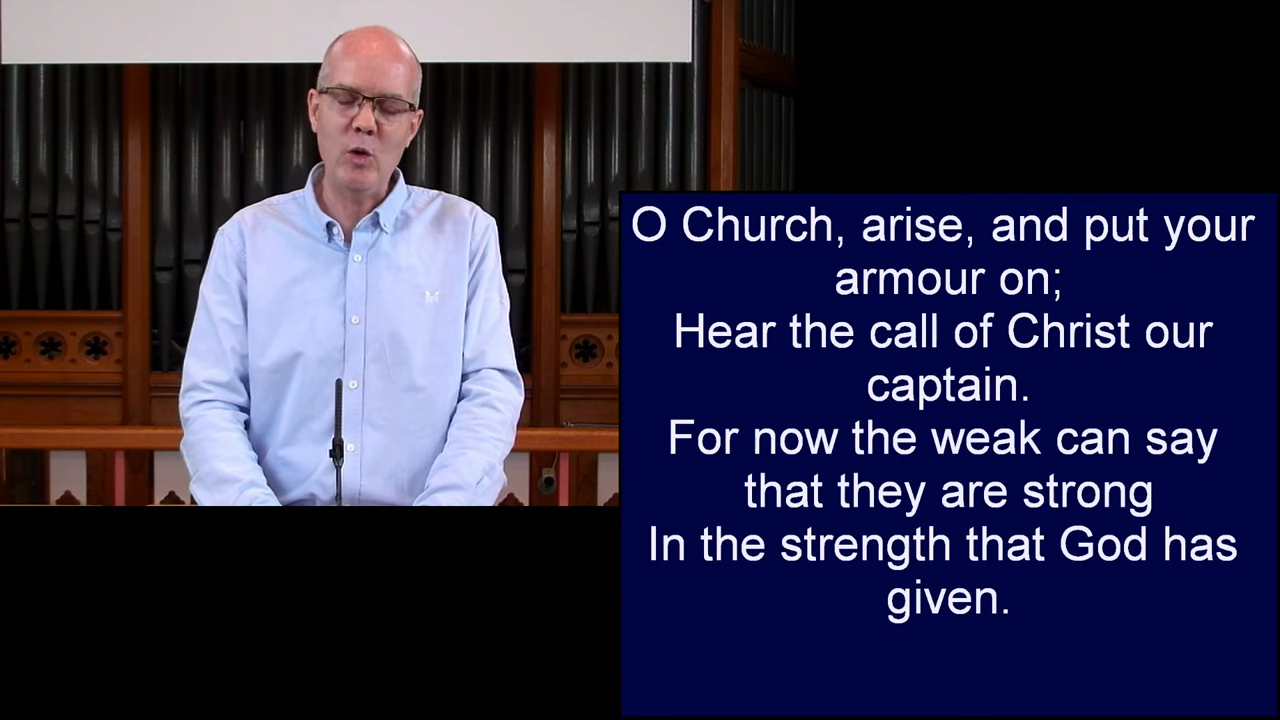 O Church, arise, and put your
armour on;
Hear the call of Christ our
captain.
For now the weak can say
that they are strong
In the strength that God has
given.